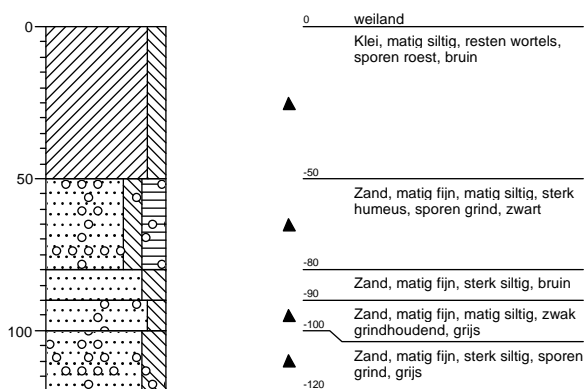 0
50
100
0 weiland
Klei, matig siltig, resten wortels,
sporen roest, bruin
-50
Zand, matig fijn, matig siltig, sterk
humeus, sporen grind, zwart
-80
Zand, matig fijn, sterk siltig, bruin
-90
Zand, matig fijn, matig siltig, zwak
grindhoudend, grijs
-100
Zand, matig fijn, sterk siltig, sporen
grind, grijs
-120